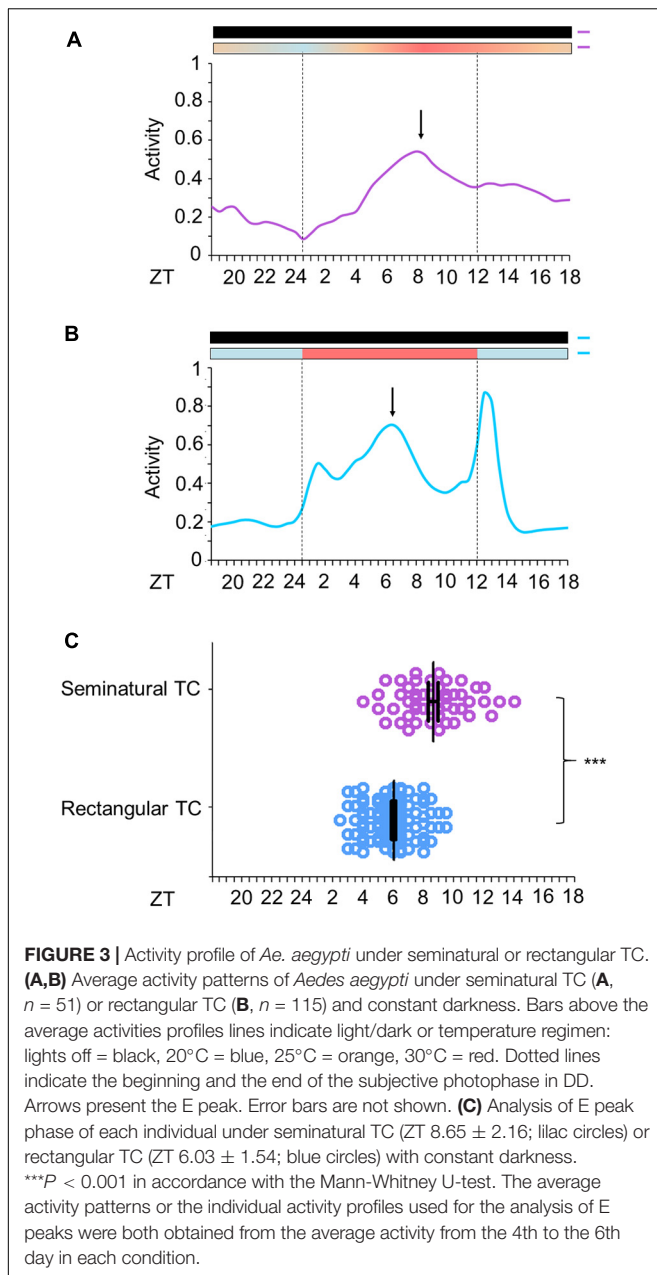 A
1
0.8
0.6
0.4
0.2
0
Activity
ZT
20 22 24 2 4 6 8 10 12 14 16 18
B
1
0.8
0.6
0.4
0.2
0
Activity
ZT
20 22 24 2 4 6 8 10 12 14 16 18
C
Seminatural TC
Rectangular TC
***
ZT
20 22 24 2 4 6 8 10 12 14 16 18
FIGURE 3 | Activity profile of Ae. aegypti under seminatural or rectangular TC.
(A,B) Average activity patterns of Aedes aegypti under seminatural TC (A,
n = 51) or rectangular TC (B, n = 115) and constant darkness. Bars above the
average activities profiles lines indicate light/dark or temperature regimen:
lights off = black, 20°C = blue, 25°C = orange, 30°C = red. Dotted lines
indicate the beginning and the end of the subjective photophase in DD.
Arrows present the E peak. Error bars are not shown. (C) Analysis of E peak
phase of each individual under seminatural TC (ZT 8.65 ± 2.16; lilac circles) or
rectangular TC (ZT 6.03 ± 1.54; blue circles) with constant darkness.
***P < 0.001 in accordance with the Mann-Whitney U-test. The average
activity patterns or the individual activity profiles used for the analysis of E
peaks were both obtained from the average activity from the 4th to the 6th
day in each condition.